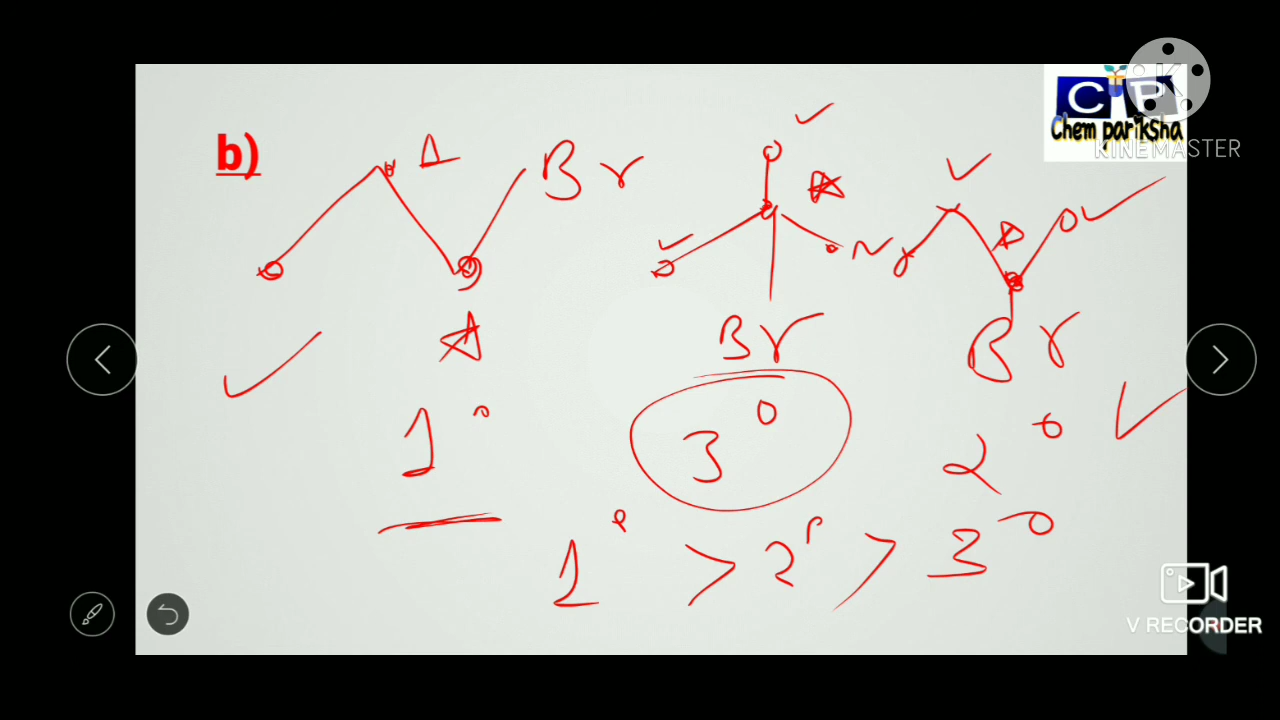 C P
Chem pariksha
KINEMASTER
b)
Br
Br
Br
1°
3°
2°
1° > 2° > 3°
V RECORDER